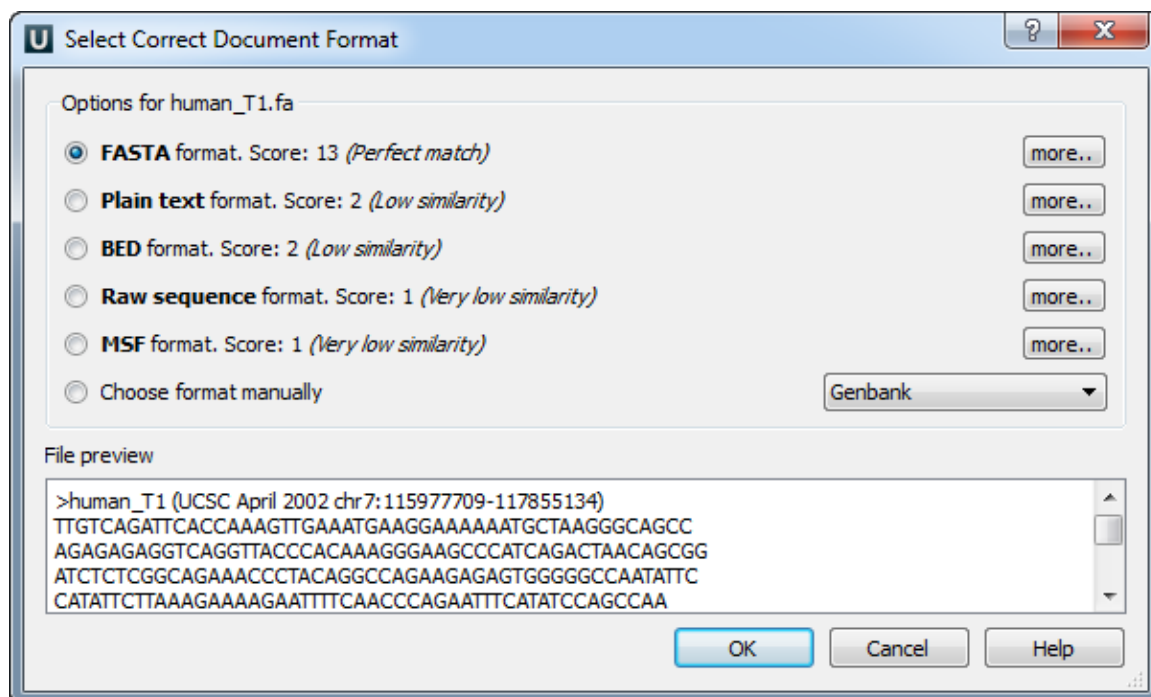 U Select Correct Document Format ? X
Options for human_T1.fa
FASTA format. Score: 13 (Perfect match) more..
Plain text format. Score: 2 (Low similarity) more..
BED format. Score: 2 (Low similarity) more..
Raw sequence format. Score: 1 (Very low similarity) more..
MSF format. Score: 1 (Very low similarity) more..
Choose format manually Genbank
File preview
>human_T1 (UCSC April 2002 chr7:115977709-117855134)
TTGTCAGATTCACCAAAGTTGAAATGAAGGAAAAAATGCTAAGGGCAGCC
AGAGAGAGGTCAGGTTACCCACAAAGGGAAGCCCATCAGACTAACAGCGG
ATCTCTCGGCAGAAACCCTACAGGCCAGAAGAGAGTGGGGGCCAATATTC
CATATTCTTAAAGAAAAGAATTTTCAACCCAGAATTTCATATCCAGCCAA
OK Cancel Help